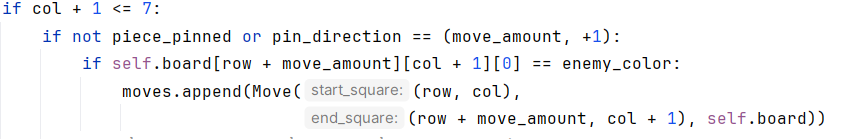 if col + 1 <= 7:
if not piece_pinned or pin_direction == (move_amount, +1):
if self.board[row + move_amount][col + 1][0] == enemy_color:
moves.append(Move( start_square: (row, col),
end_square: (row + move_amount, col + 1), self.board))